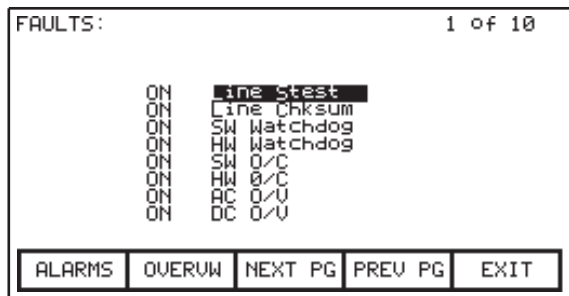 FAULTS: 1 of 10
ON Line Stest
ON Line Chksum
ON SW Watchdog
ON HW Watchdog
ON SW O/C
ON HW O/C
ON AC O/V
ON DC O/V
ALARMS OVERVW NEXT PG PREV PG EXIT